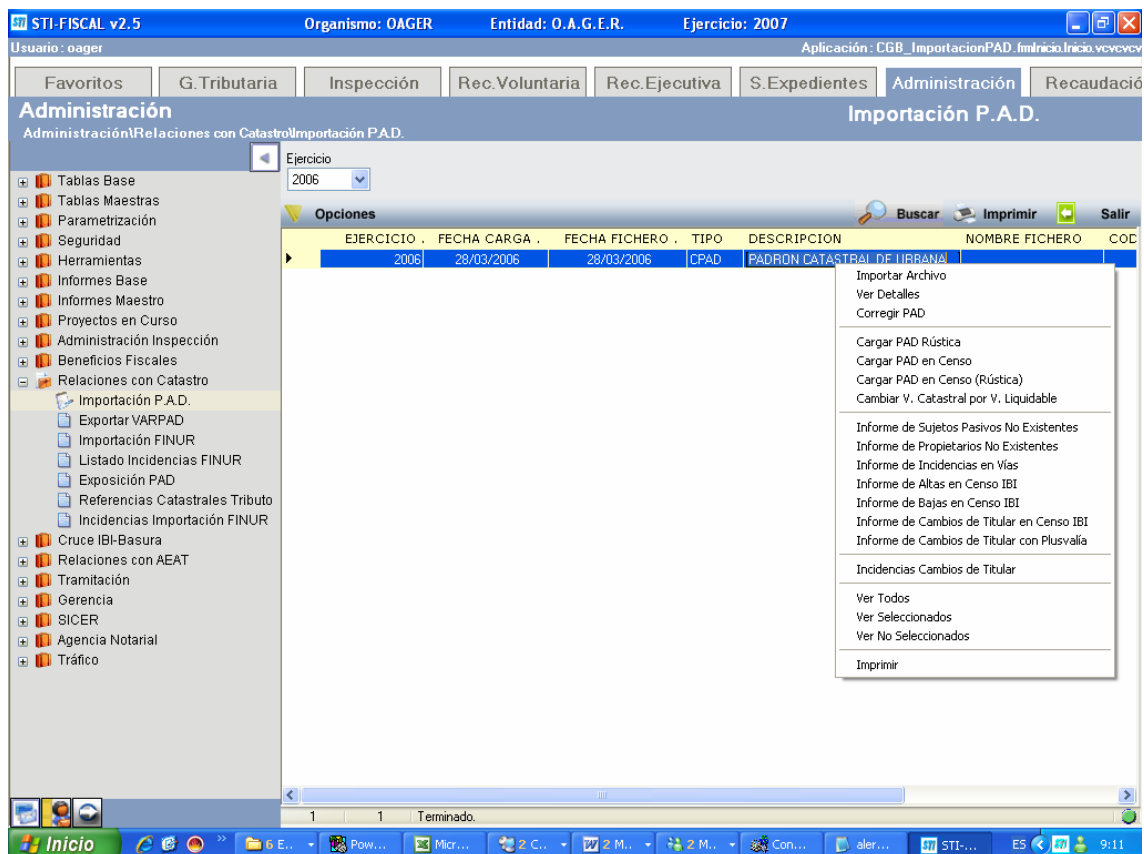 STI-FISCAL v2.5 Organismo: OAGER Entidad: O.A.G.E.R. Ejercicio: 2007
Usuario: oager Aplicación: CGB_ImportacionPAD.frmInicio.Inicio.vcvcvcv
Favoritos G.Tributaria Inspección Rec.Voluntaria Rec.Ejecutiva S.Expedientes Administración Recaudació
Administración Importación P.A.D.
Administración\Relaciones con Catastro\Importación P.A.D.
Ejercicio
2006
Opciones Buscar Imprimir Salir
EJERCICIO . FECHA CARGA . FECHA FICHERO . TIPO DESCRIPCION NOMBRE FICHERO COD
2006 28/03/2006 28/03/2006 CPAD PADRON CATASTRAL DE URBANA
Tablas Base
Tablas Maestras
Parametrización
Seguridad
Herramientas
Informes Base
Informes Maestro
Proyectos en Curso
Administración Inspección
Beneficios Fiscales
Relaciones con Catastro
Importación P.A.D.
Exportar VARPAD
Importación FINUR
Listado Incidencias FINUR
Exposición PAD
Referencias Catastrales Tributo
Incidencias Importación FINUR
Cruce IBI-Basura
Relaciones con AEAT
Tramitación
Gerencia
SICER
Agencia Notarial
Tráfico
Importar Archivo
Ver Detalles
Corregir PAD
Cargar PAD Rústica
Cargar PAD en Censo
Cargar PAD en Censo (Rústica)
Cambiar V. Catastral por V. Liquidable
Informe de Sujetos Pasivos No Existentes
Informe de Propietarios No Existentes
Informe de Incidencias en Vías
Informe de Altas en Censo IBI
Informe de Bajas en Censo IBI
Informe de Cambios de Titular en Censo IBI
Informe de Cambios de Titular con Plusvalía
Incidencias Cambios de Titular
Ver Todos
Ver Seleccionados
Ver No Seleccionados
Imprimir
1 1 Terminado.
Inicio 6 E... Pow... Micr... 2 C... 2 M... 2 M... Con... aler... STI-... ES 9:11